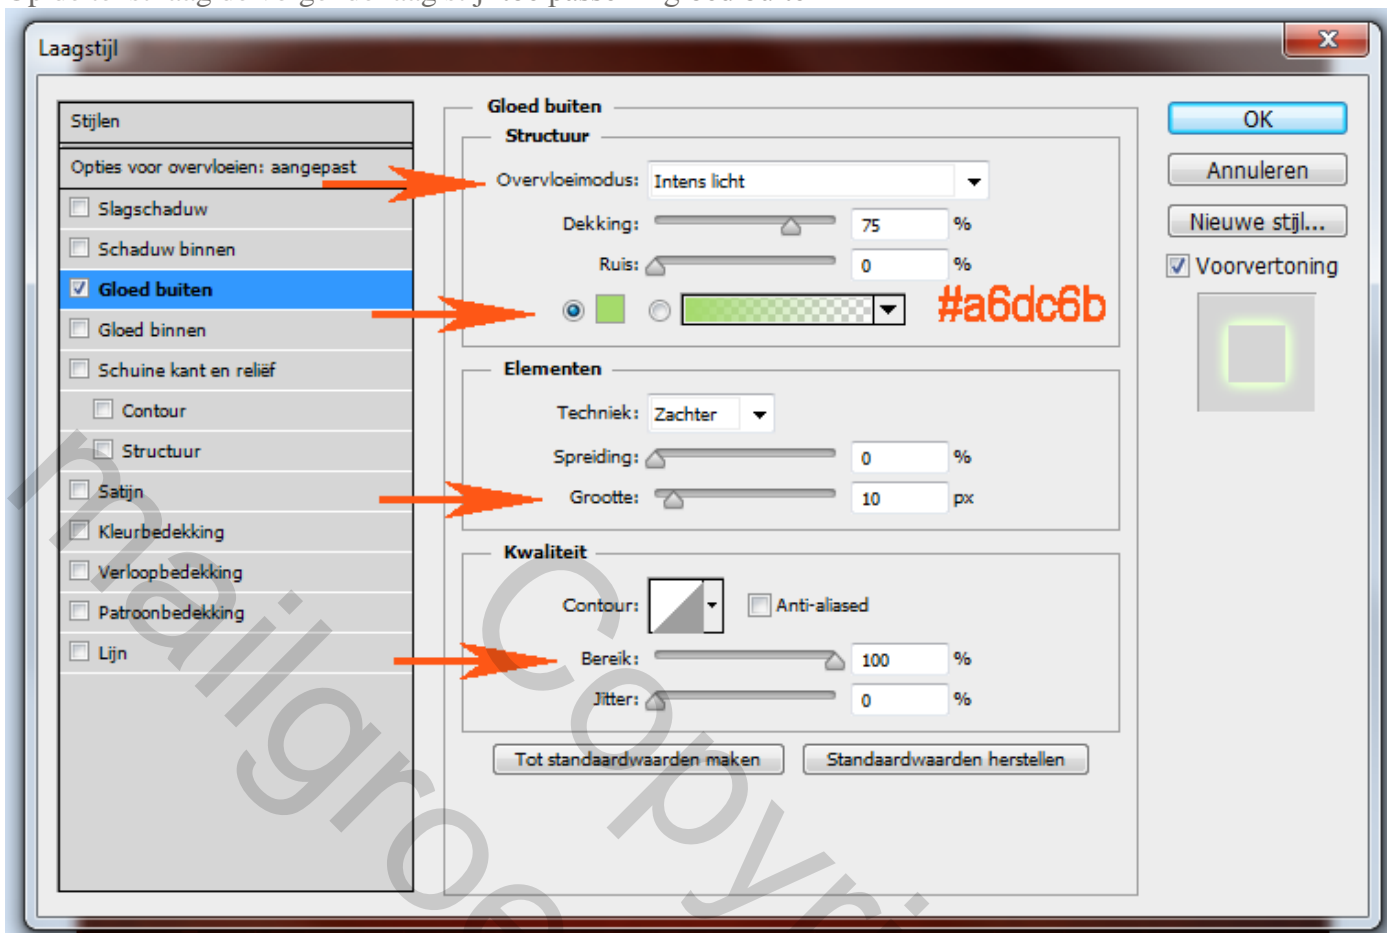 Laagstijl
Stijlen
Opties voor overvloeien: aangepast
Slagschaduw
Schaduw binnen
Gloed buiten
Gloed binnen
Schuine kant en reliëf
Contour
Structuur
Satijn
Kleurbedekking
Verloopbedekking
Patroonbedekking
Lijn
Gloed buiten
Structuur
Overvloeimodus: Intens licht
Dekking: 75 %
Ruis: 0 %
#a6dc6b
Elementen
Techniek: Zachter
Spreiding: 0 %
Grootte: 10 px
Kwaliteit
Contour: Anti-aliased
Bereik: 100 %
Jitter: 0 %
Tot standaardwaarden maken
Standaardwaarden herstellen
OK
Annuleren
Nieuwe stijl...
Voorvertoning